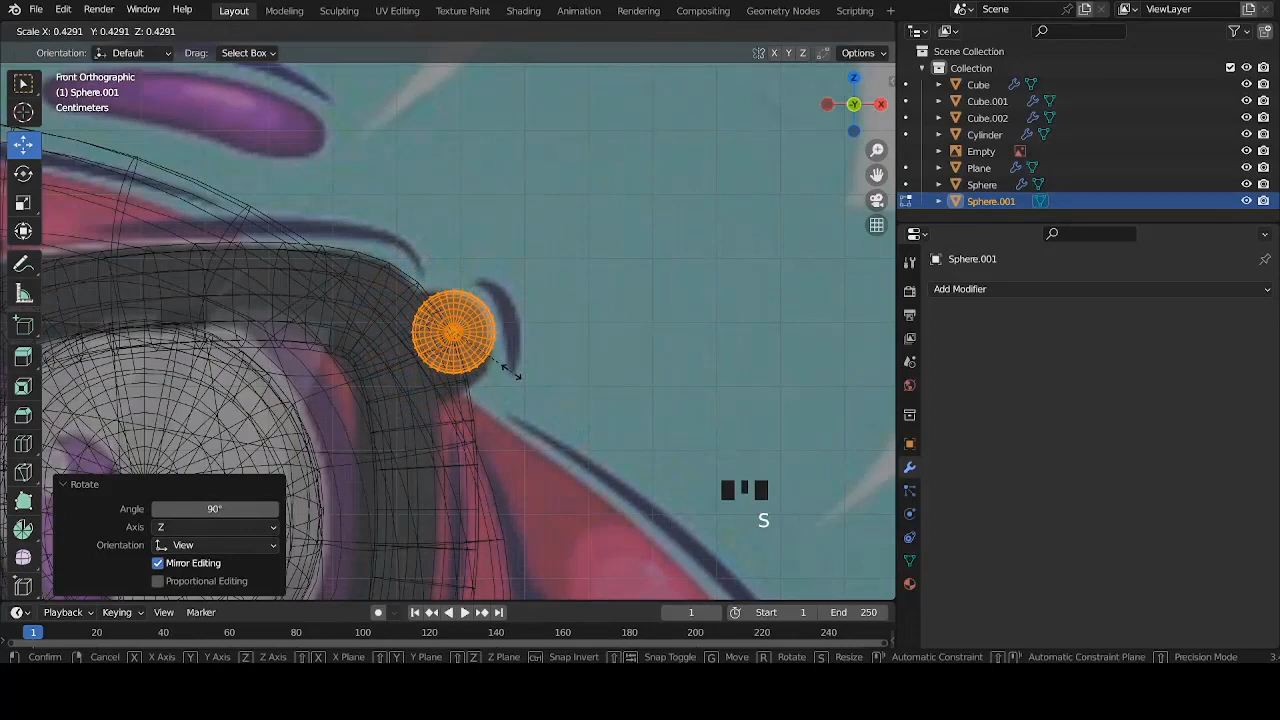 File Edit Render Window Help Layout Modeling Sculpting UV Editing Texture Paint Shading Animation Rendering Compositing Geometry Nodes Scripting + Scene ViewLayer
Scale X: 0.4291 Y: 0.4291 Z: 0.4291
Orientation: Default Drag: Select Box X Y Z Options
Front Orthographic
(1) Sphere.001
Centimeters
Z
-Y
X
Scene Collection
Collection
Cube
Cube.001
Cube.002
Cylinder
Empty
Plane
Sphere
Sphere.001
Sphere.001
Add Modifier
Rotate
Angle 90°
Axis Z
Orientation View
Mirror Editing
Proportional Editing
S
Playback Keying View Marker 1 Start 1 End 250
1 20 40 60 80 100 120 140 160 180 200 220 240
Confirm Cancel X X Axis Y Y Axis Z Z Axis X X Plane Y Y Plane Z Z Plane Ctrl Snap Invert Snap Toggle G Move R Rotate S Resize Automatic Constraint Automatic Constraint Plane Precision Mode